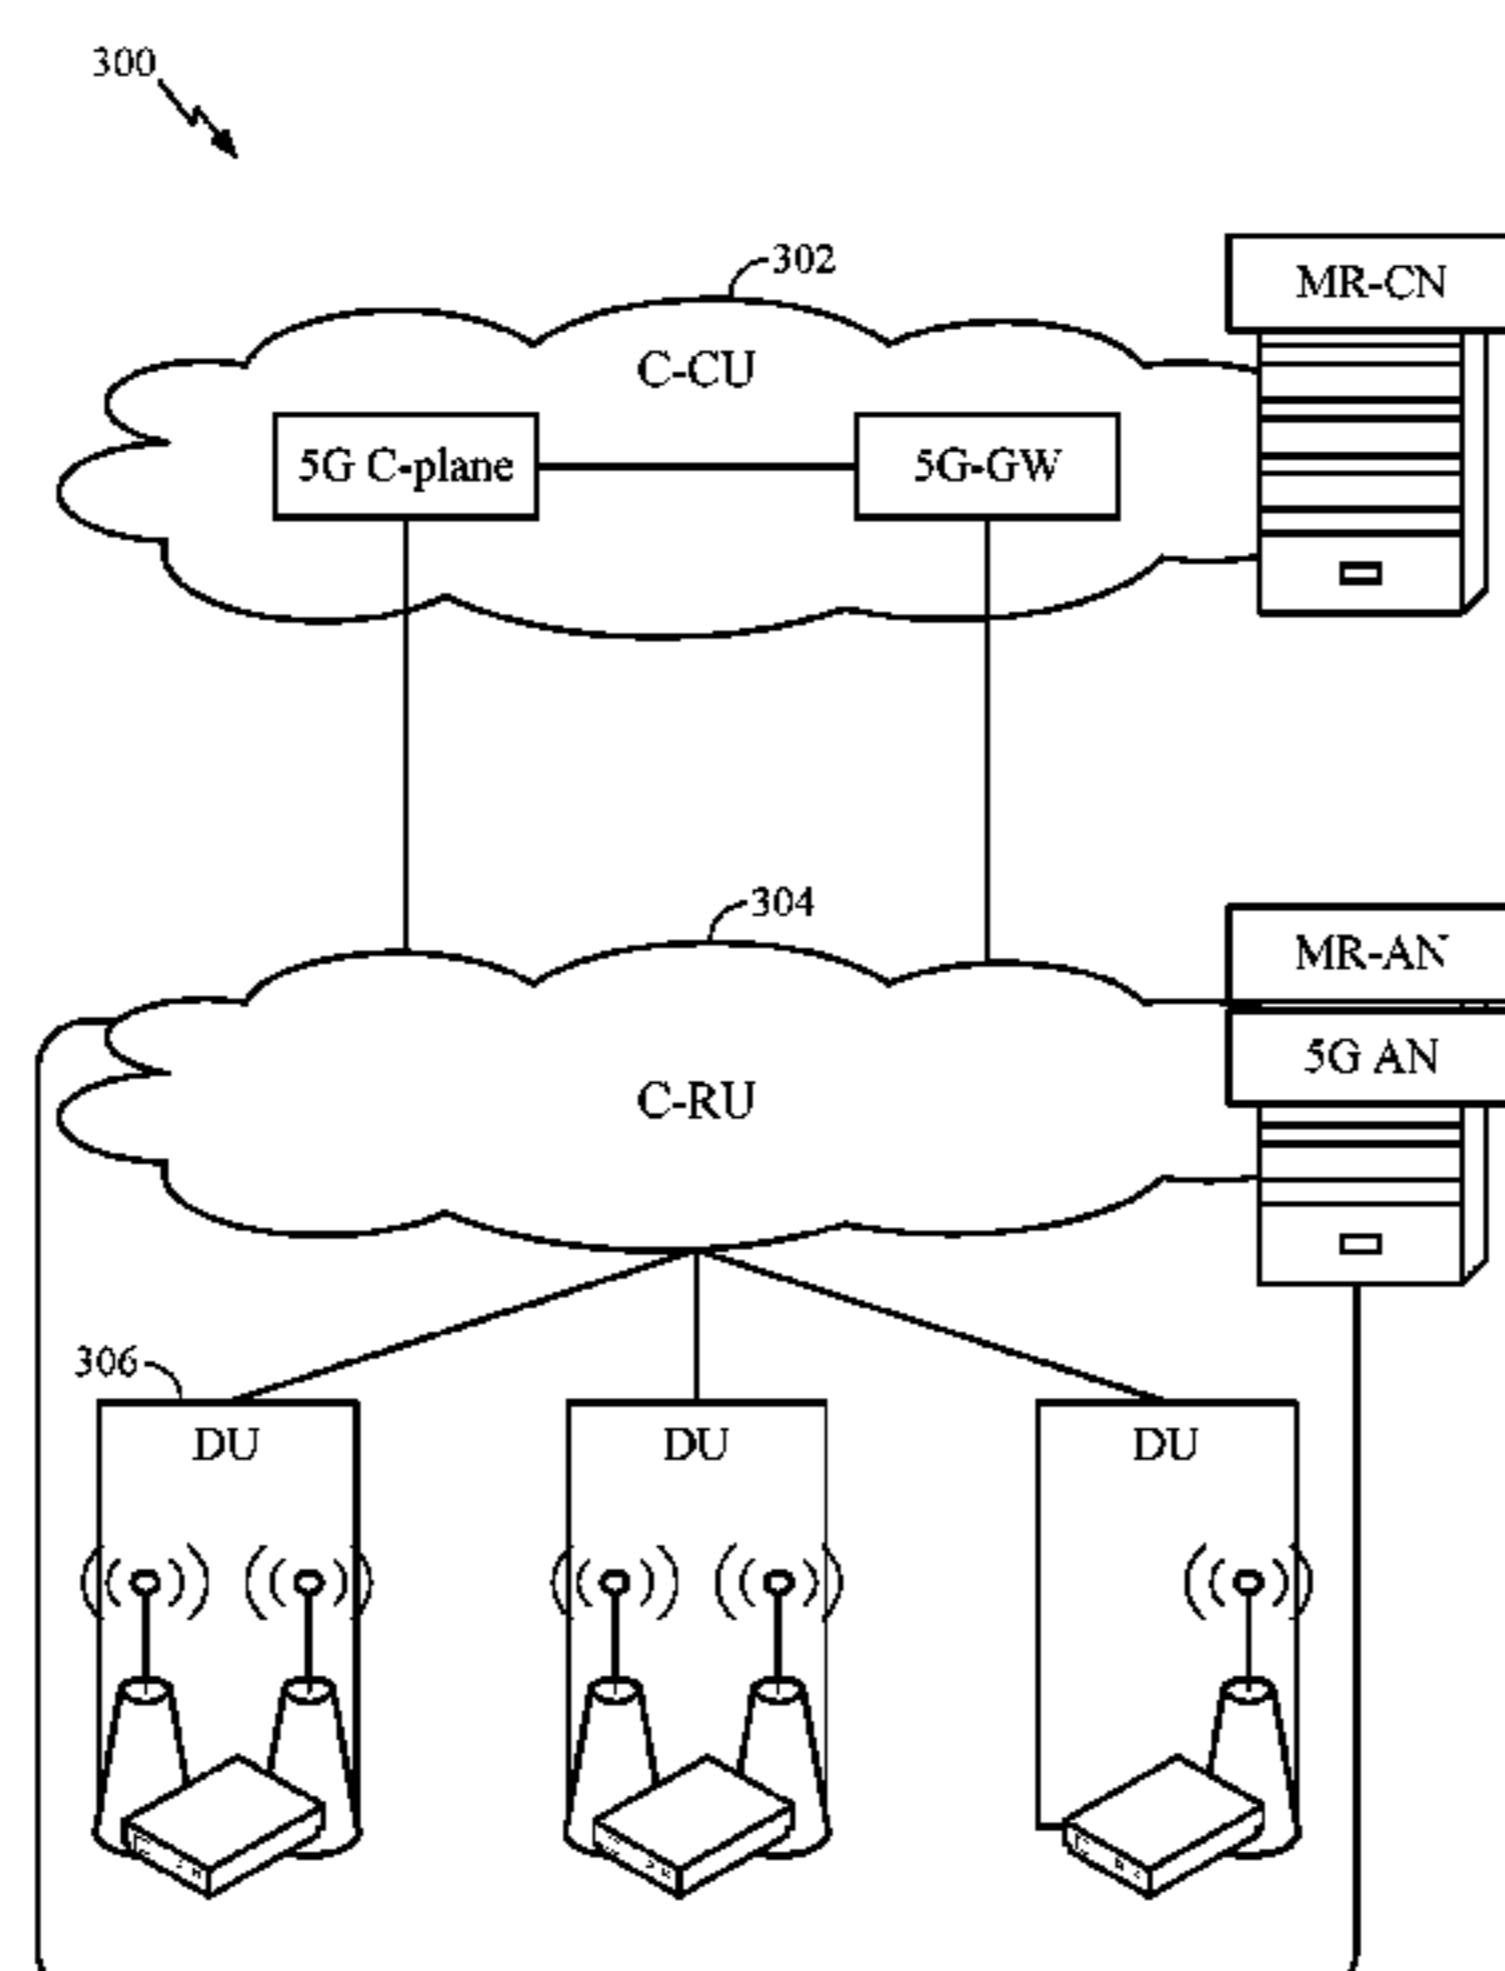 300
302
MR-CN
C-CU
5G C-plane
5G-GW
304
MR-AN
5G AN
C-RU
306
DU
DU
DU